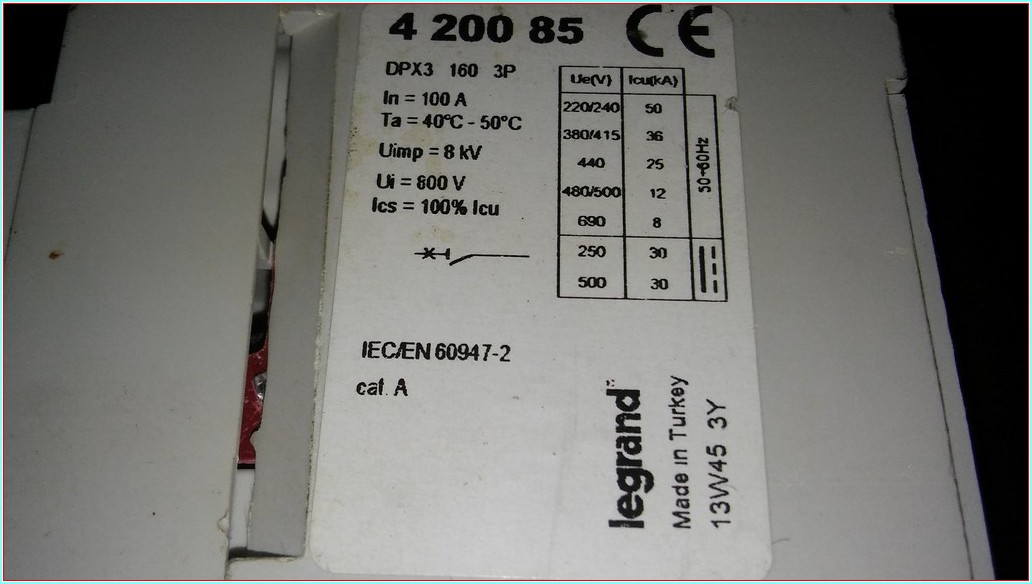 4 200 85 CE
DPX3 160 3P
In = 100 A
Ta = 40°C - 50°C
Uimp = 8 kV
Ui = 800 V
Ics = 100% Icu
Ue(V) Icu(kA)
220/240 50
380/415 36
440 25
480/500 12
690 8
50-60Hz
250 30
500 30
IEC/EN 60947-2
cat. A
legrand
Made in Turkey
13W45 3Y